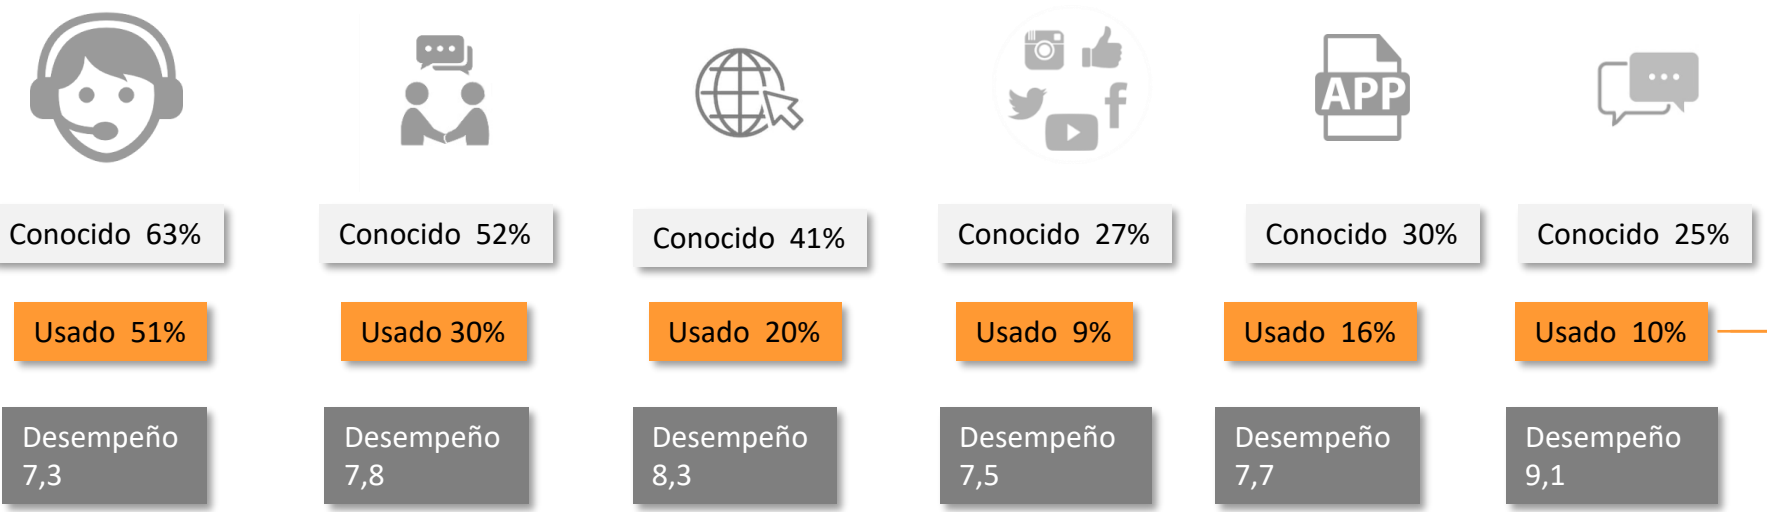 APP
Conocido 63%
Conocido 52%
Conocido 41%
Conocido 27%
Conocido 30%
Conocido 25%
Usado 51%
Usado 30%
Usado 20%
Usado 9%
Usado 16%
Usado 10%
Desempeño
7,3
Desempeño
7,8
Desempeño
8,3
Desempeño
7,5
Desempeño
7,7
Desempeño
9,1